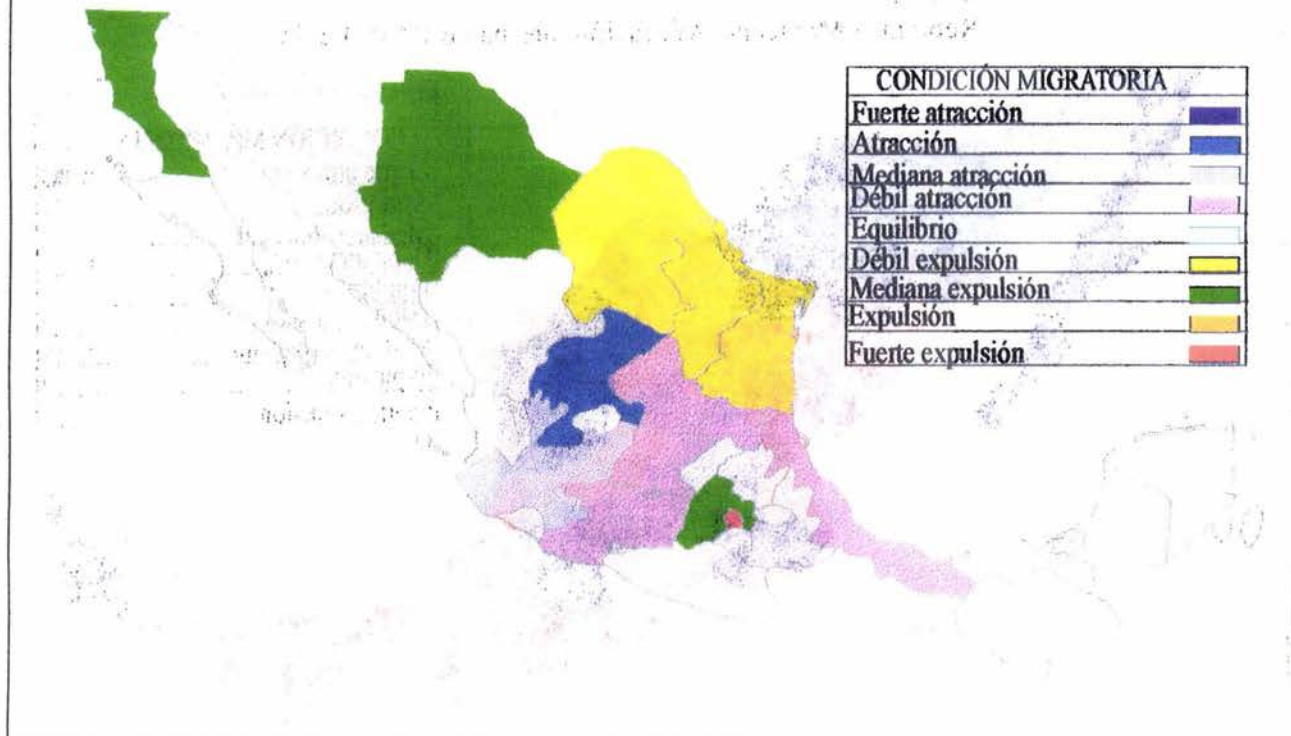 CONDICIÓN MIGRATORIA
Fuerte atracción
Atracción
Mediana atracción
Débil atracción
Equilibrio
Débil expulsión
Mediana expulsión
Expulsión
Fuerte expulsión